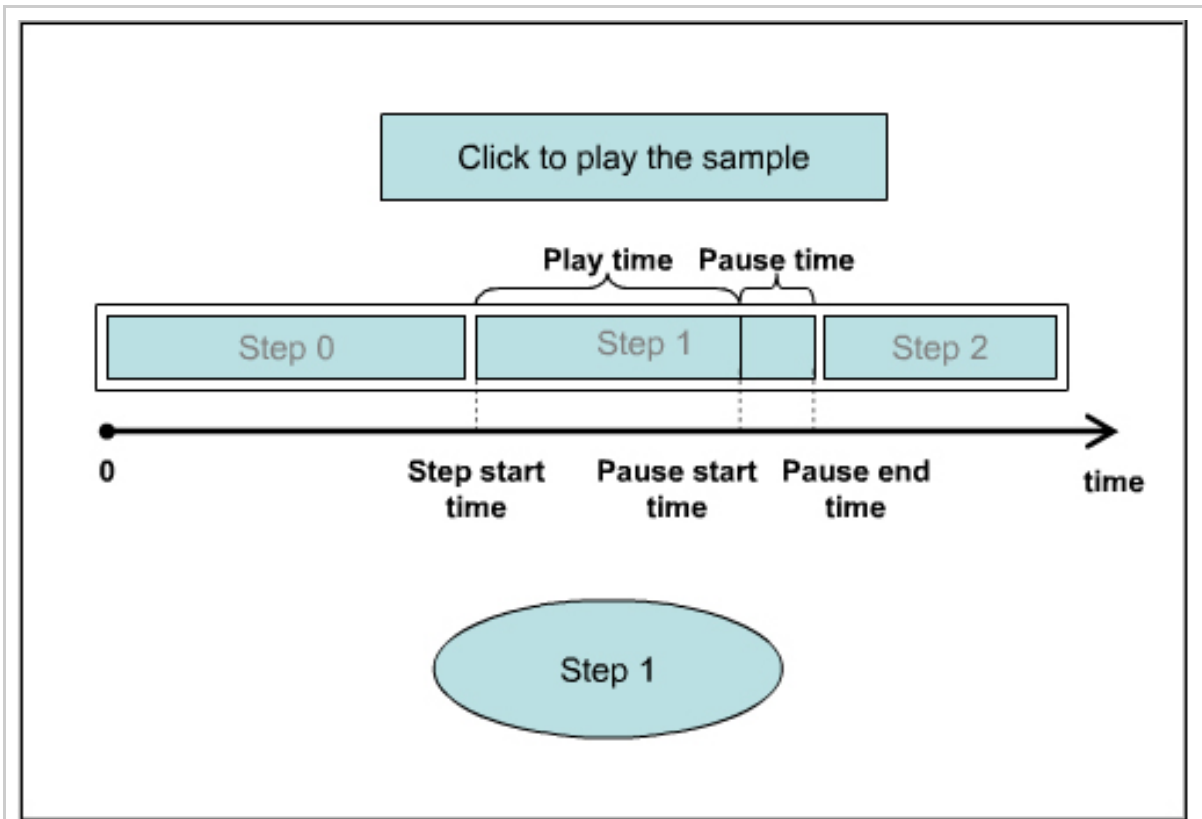 Click to play the sample
Play time Pause time
Step 0 Step 1 Step 2
0 Step start time Pause start time Pause end time time
Step 1